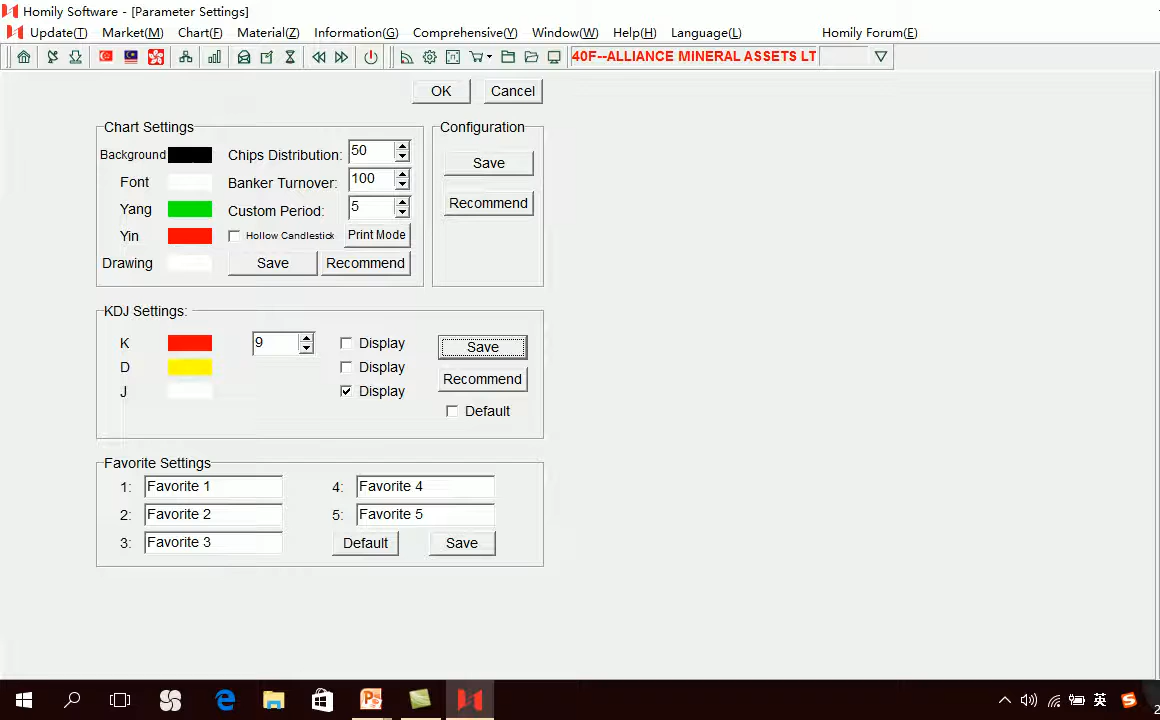 Homily Software - [Parameter Settings]
Update(T) Market(M) Chart(F) Material(Z) Information(G) Comprehensive(Y) Window(W) Help(H) Language(L) Homily Forum(E)
40F--ALLIANCE MINERAL ASSETS LT
OK Cancel
Chart Settings Configuration
Background Chips Distribution: 50
Save
Font Banker Turnover: 100
Recommend
Yang Custom Period: 5
Yin Hollow Candlestick Print Mode
Drawing Save Recommend
KDJ Settings:
K 9 Display Save
D Display
Recommend
J Display
Default
Favorite Settings
1: Favorite 1 4: Favorite 4
2: Favorite 2 5: Favorite 5
3: Favorite 3 Default Save
英
2